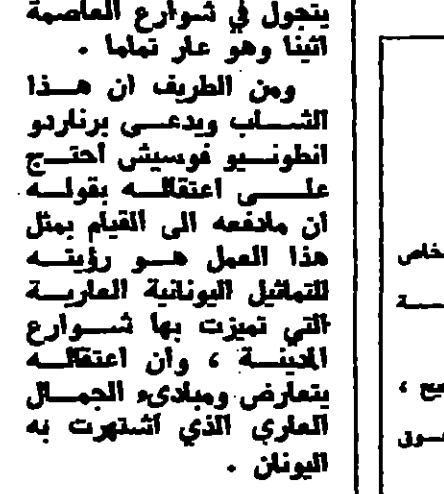 يتجول في شوارع العاصمة
اثينا وهو عار تماما .
ومن الطريف ان هذا
الشاب ويدعى برناردو
انطونيو فوسيش احتج
على اعتقاله بقوله
ان مادفعه الى القيام بمثل
هذا العمل هو رؤيته
للتماثيل اليونانية العارية
التي تميزت بها شوارع
المدينة ، وان اعتقاله
يتعارض ومبادىء الجمال
العاري الذي اشتهرت به
اليونان .